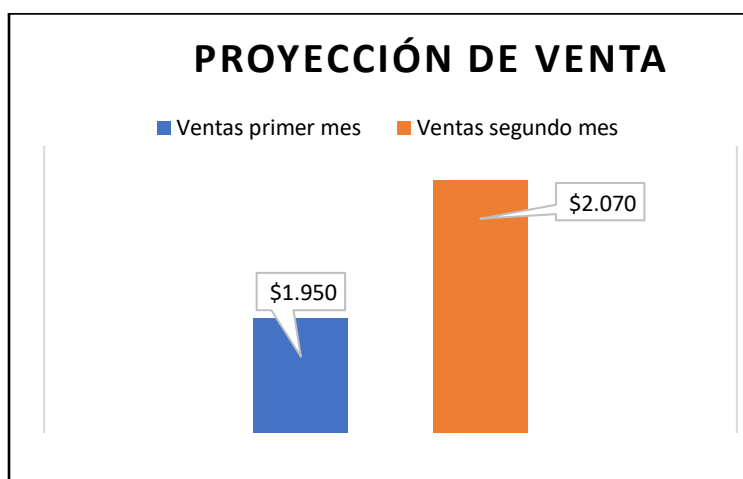 PROYECCIÓN DE VENTA
Ventas primer mes Ventas segundo mes
$2.070
$1.950